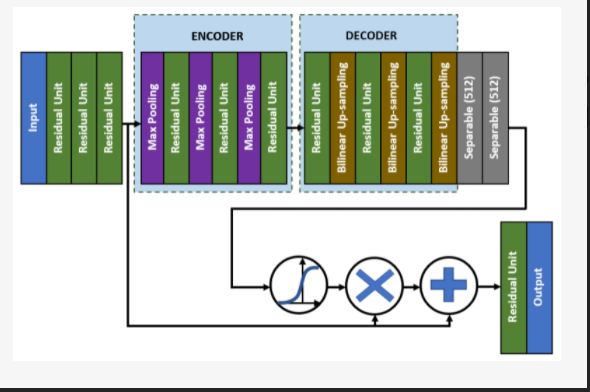 ENCODER
DECODER
Input
Residual Unit
Residual Unit
Residual Unit
Max Pooling
Residual Unit
Max Pooling
Residual Unit
Max Pooling
Residual Unit
Residual Unit
Bilinear Up-sampling
Residual Unit
Bilinear Up-sampling
Residual Unit
Bilinear Up-sampling
Separable (512)
Separable (512)
Residual Unit
Output